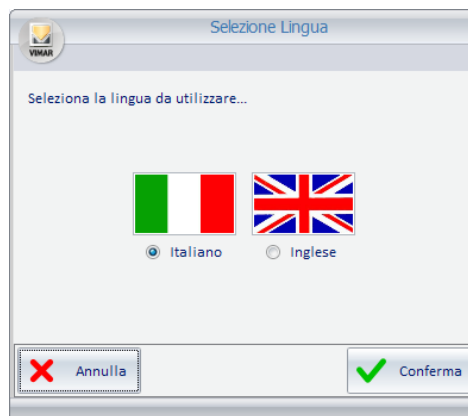 Selezione Lingua
VIMAR
Seleziona la lingua da utilizzare...
Italiano
Inglese
Annulla
Conferma